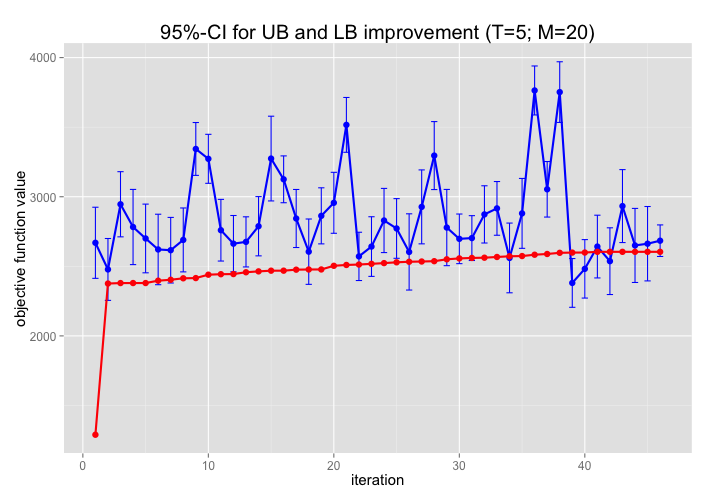 95%-CI for UB and LB improvement (T=5; M=20)
objective function value
4000
3000
2000
0 10 20 30 40
iteration